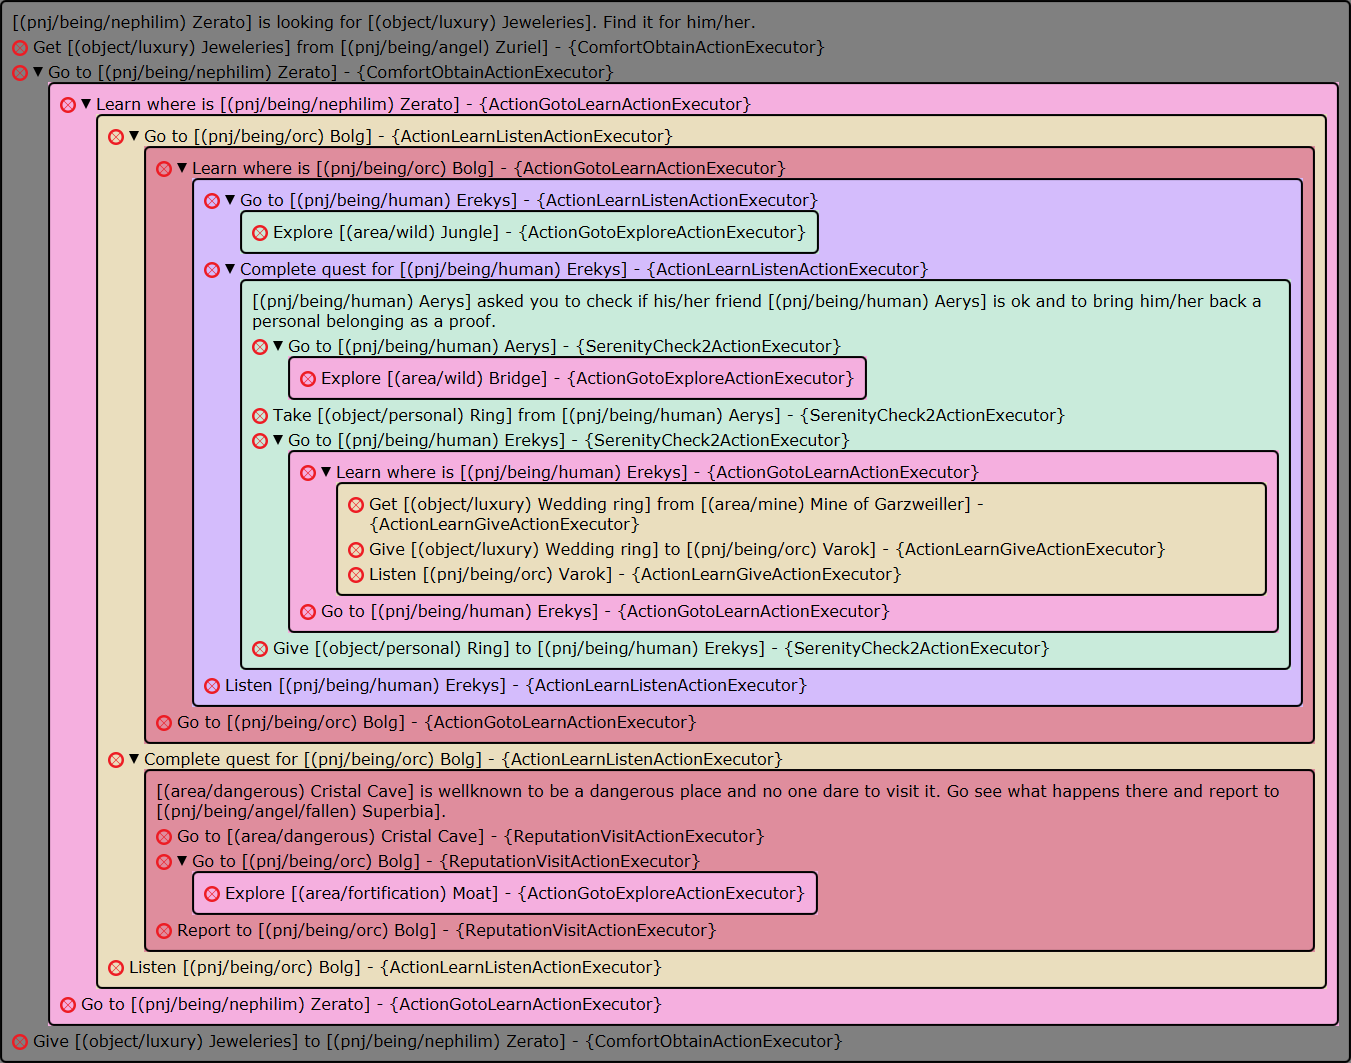 [(pnj/being/nephilim) Zerato] is looking for [(object/luxury) Jeweleries]. Find it for him/her.
Get [(object/luxury) Jeweleries] from [(pnj/being/angel) Zuriel] - {ComfortObtainActionExecutor}
Go to [(pnj/being/nephilim) Zerato] - {ComfortObtainActionExecutor}
Learn where is [(pnj/being/nephilim) Zerato] - {ActionGotoLearnActionExecutor}
Go to [(pnj/being/orc) Bolg] - {ActionLearnListenActionExecutor}
Learn where is [(pnj/being/orc) Bolg] - {ActionGotoLearnActionExecutor}
Go to [(pnj/being/human) Erekys] - {ActionLearnListenActionExecutor}
Explore [(area/wild) Jungle] - {ActionGotoExploreActionExecutor}
Complete quest for [(pnj/being/human) Erekys] - {ActionLearnListenActionExecutor}
[(pnj/being/human) Aerys] asked you to check if his/her friend [(pnj/being/human) Aerys] is ok and to bring him/her back a
personal belonging as a proof.
Go to [(pnj/being/human) Aerys] - {SerenityCheck2ActionExecutor}
Explore [(area/wild) Bridge] - {ActionGotoExploreActionExecutor}
Take [(object/personal) Ring] from [(pnj/being/human) Aerys] - {SerenityCheck2ActionExecutor}
Go to [(pnj/being/human) Erekys] - {SerenityCheck2ActionExecutor}
Learn where is [(pnj/being/human) Erekys] - {ActionGotoLearnActionExecutor}
Get [(object/luxury) Wedding ring] from [(area/mine) Mine of Garzweiller] -
{ActionLearnGiveActionExecutor}
Give [(object/luxury) Wedding ring] to [(pnj/being/orc) Varok] - {ActionLearnGiveActionExecutor}
Listen [(pnj/being/orc) Varok] - {ActionLearnGiveActionExecutor}
Go to [(pnj/being/human) Erekys] - {ActionGotoLearnActionExecutor}
Give [(object/personal) Ring] to [(pnj/being/human) Erekys] - {SerenityCheck2ActionExecutor}
Listen [(pnj/being/human) Erekys] - {ActionLearnListenActionExecutor}
Go to [(pnj/being/orc) Bolg] - {ActionGotoLearnActionExecutor}
Complete quest for [(pnj/being/orc) Bolg] - {ActionLearnListenActionExecutor}
[(area/dangerous) Cristal Cave] is wellknown to be a dangerous place and no one dare to visit it. Go see what happens there and report to
[(pnj/being/angel/fallen) Superbia].
Go to [(area/dangerous) Cristal Cave] - {ReputationVisitActionExecutor}
Go to [(pnj/being/orc) Bolg] - {ReputationVisitActionExecutor}
Explore [(area/fortification) Moat] - {ActionGotoExploreActionExecutor}
Report to [(pnj/being/orc) Bolg] - {ReputationVisitActionExecutor}
Listen [(pnj/being/orc) Bolg] - {ActionLearnListenActionExecutor}
Go to [(pnj/being/nephilim) Zerato] - {ActionGotoLearnActionExecutor}
Give [(object/luxury) Jeweleries] to [(pnj/being/nephilim) Zerato] - {ComfortObtainActionExecutor}